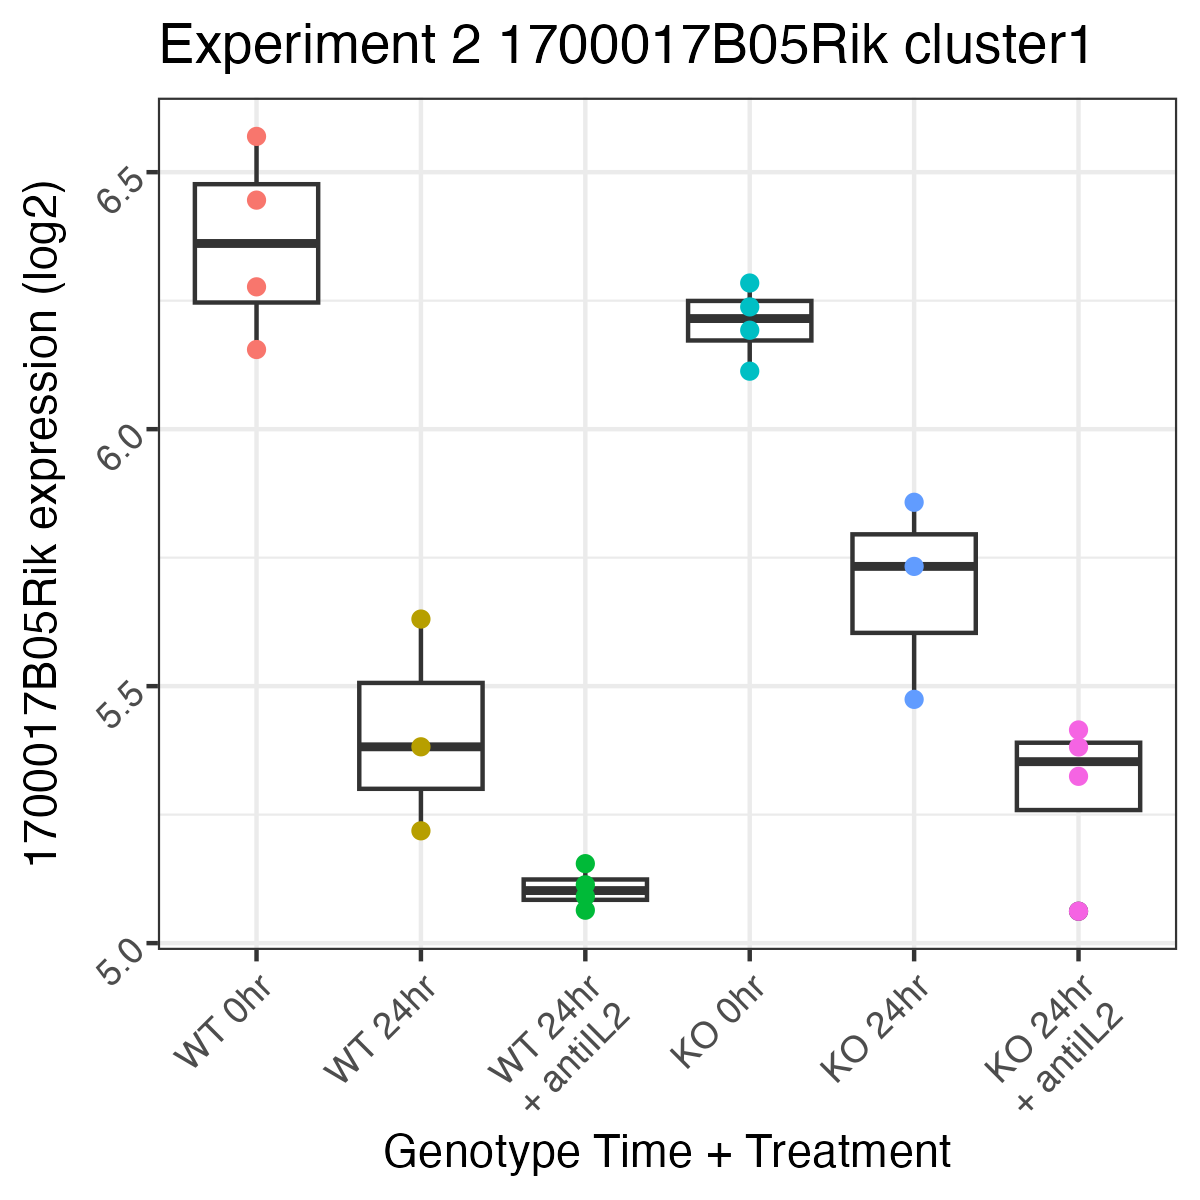 Experiment 2 1700017B05Rik cluster1
1700017B05Rik expression (log2)
6.5
6.0
5.5
5.0
WT 0hr
WT 24hr
WT 24hr
+ antiIL2
KO 0hr
KO 24hr
KO 24hr
+ antiIL2
Genotype Time + Treatment